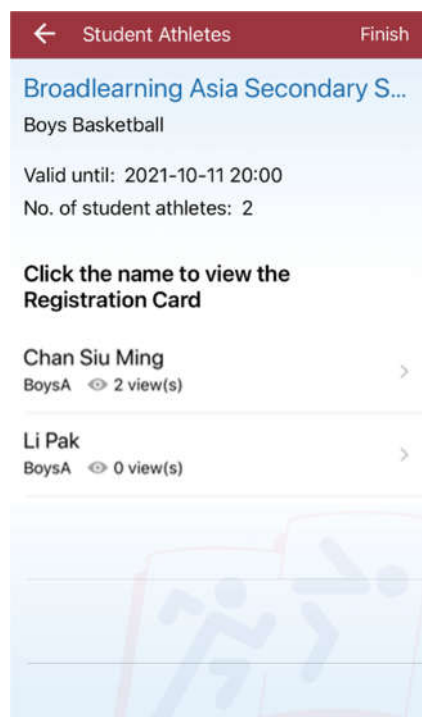 Student Athletes Finish
Broadlearning Asia Secondary S...
Boys Basketball
Valid until: 2021-10-11 20:00
No. of student athletes: 2
Click the name to view the
Registration Card
Chan Siu Ming
BoysA 2 view(s)
Li Pak
BoysA 0 view(s)